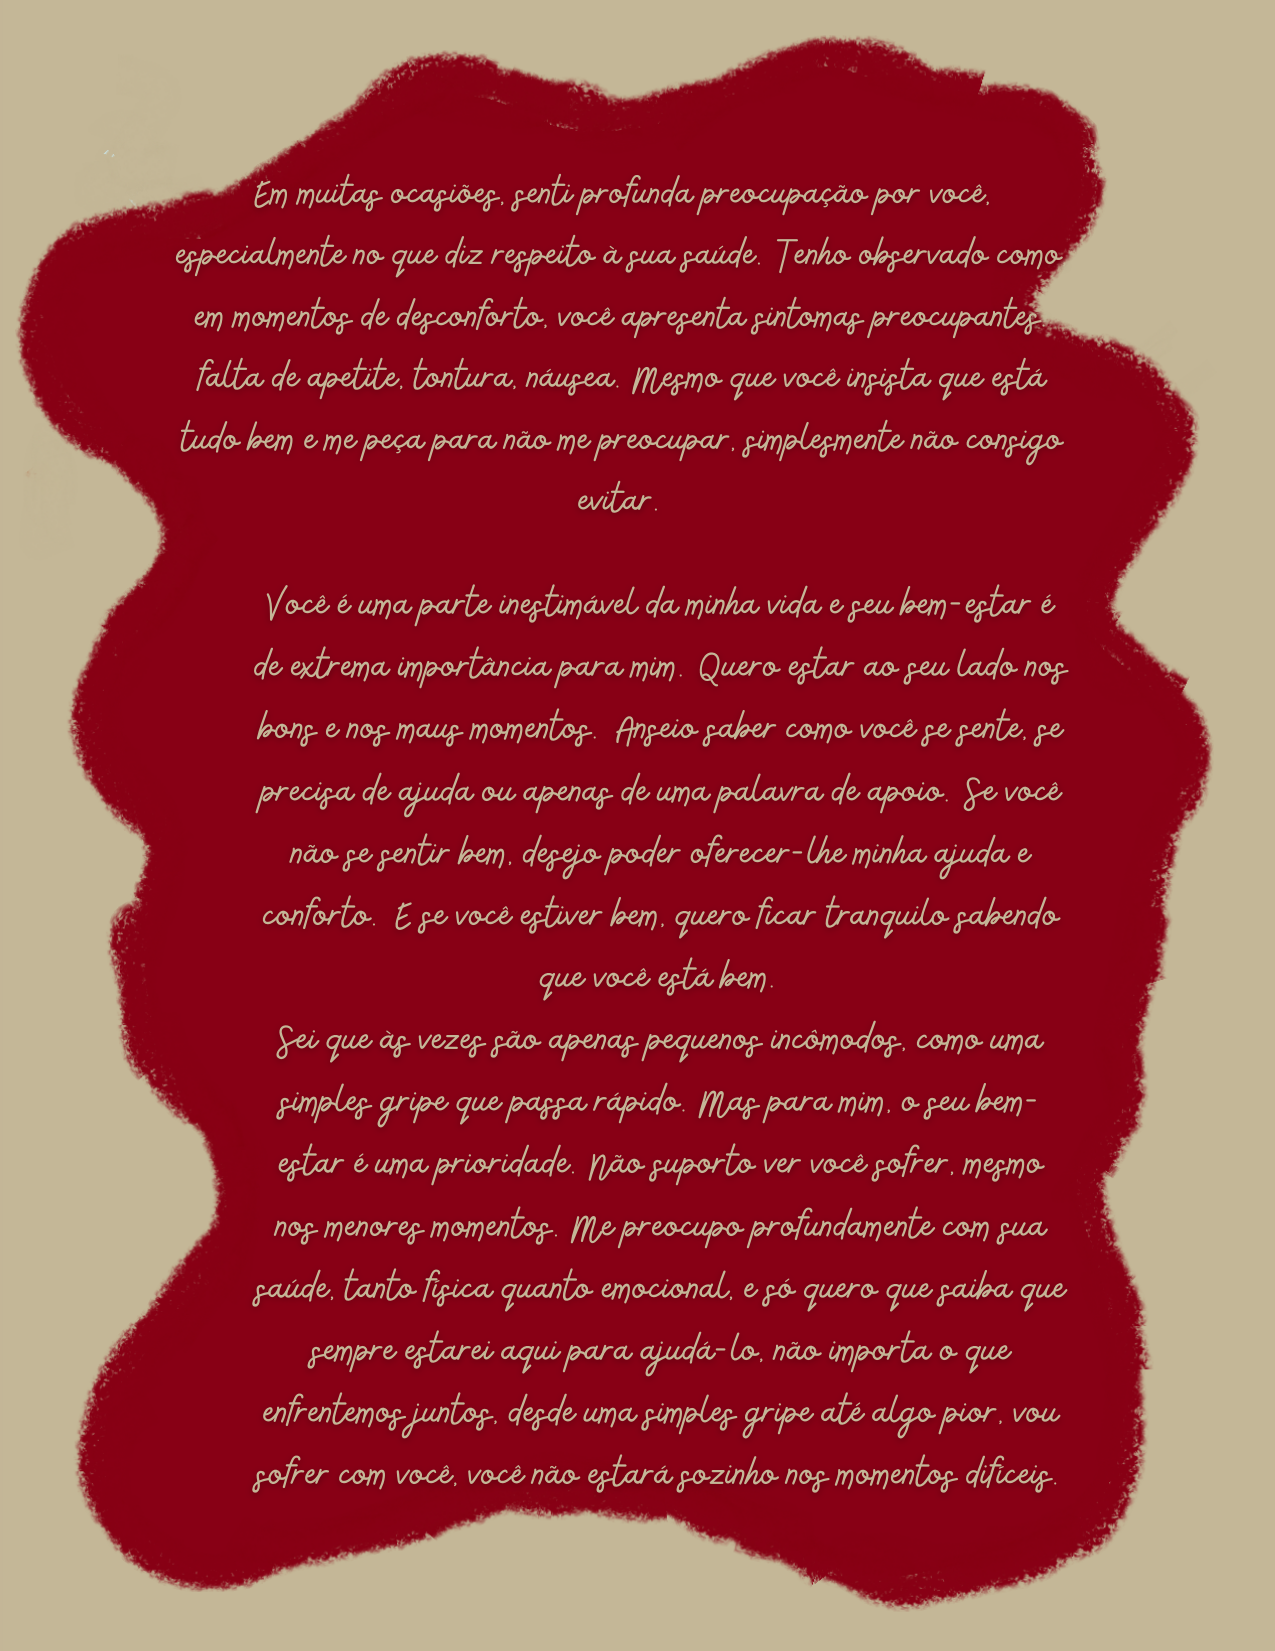 Em muitas ocasiões, senti profunda preocupação por você,
especialmente no que diz respeito à sua saúde. Tenho observado como
em momentos de desconforto, você apresenta sintomas preocupantes
falta de apetite, tontura, náusea. Mesmo que você insista que está
tudo bem e me peça para não me preocupar, simplesmente não consigo
evitar.
Você é uma parte inestimável da minha vida e seu bem-estar é
de extrema importância para mim. Quero estar ao seu lado nos
bons e nos maus momentos. Anseio saber como você se sente, se
precisa de ajuda ou apenas de uma palavra de apoio. Se você
não se sentir bem, desejo poder oferecer-lhe minha ajuda e
conforto. E se você estiver bem, quero ficar tranquilo sabendo
que você está bem.
Sei que às vezes são apenas pequenos incômodos, como uma
simples gripe que passa rápido. Mas para mim, o seu bem-
estar é uma prioridade. Não suporto ver você sofrer, mesmo
nos menores momentos. Me preocupo profundamente com sua
saúde, tanto física quanto emocional, e só quero que saiba que
sempre estarei aqui para ajudá-lo, não importa o que
enfrentemos juntos, desde uma simples gripe até algo pior, vou
sofrer com você, você não estará sozinho nos momentos difíceis.